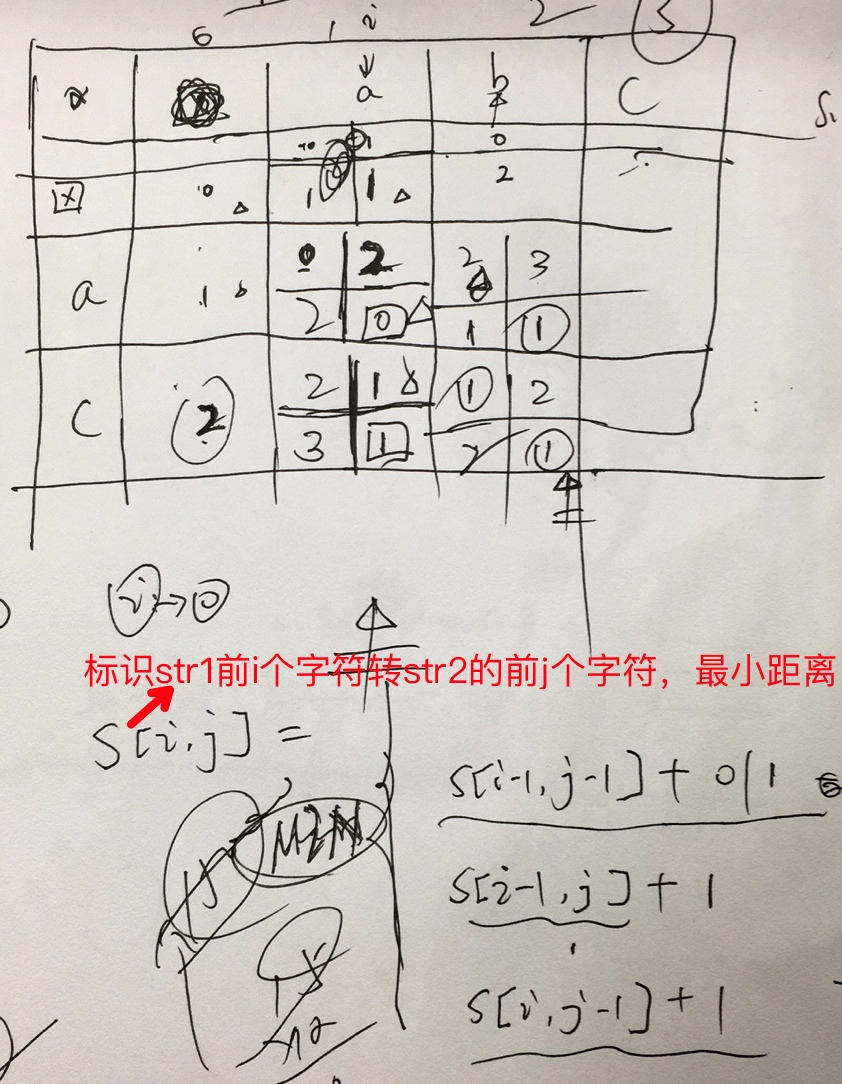 6 1 i 2 3
a b C
0
0 1 1 2
a 1 0 2 2 3
2 0 1 1
C 2 2 1 1 2
3 1 2 1
i → 0
标识str1前i个字符转str2的前j个字符，最小距离
S[i,j] =
MIN
S[i-1,j-1] + 0|1
S[i-1,j] + 1
S[i,j-1] + 1